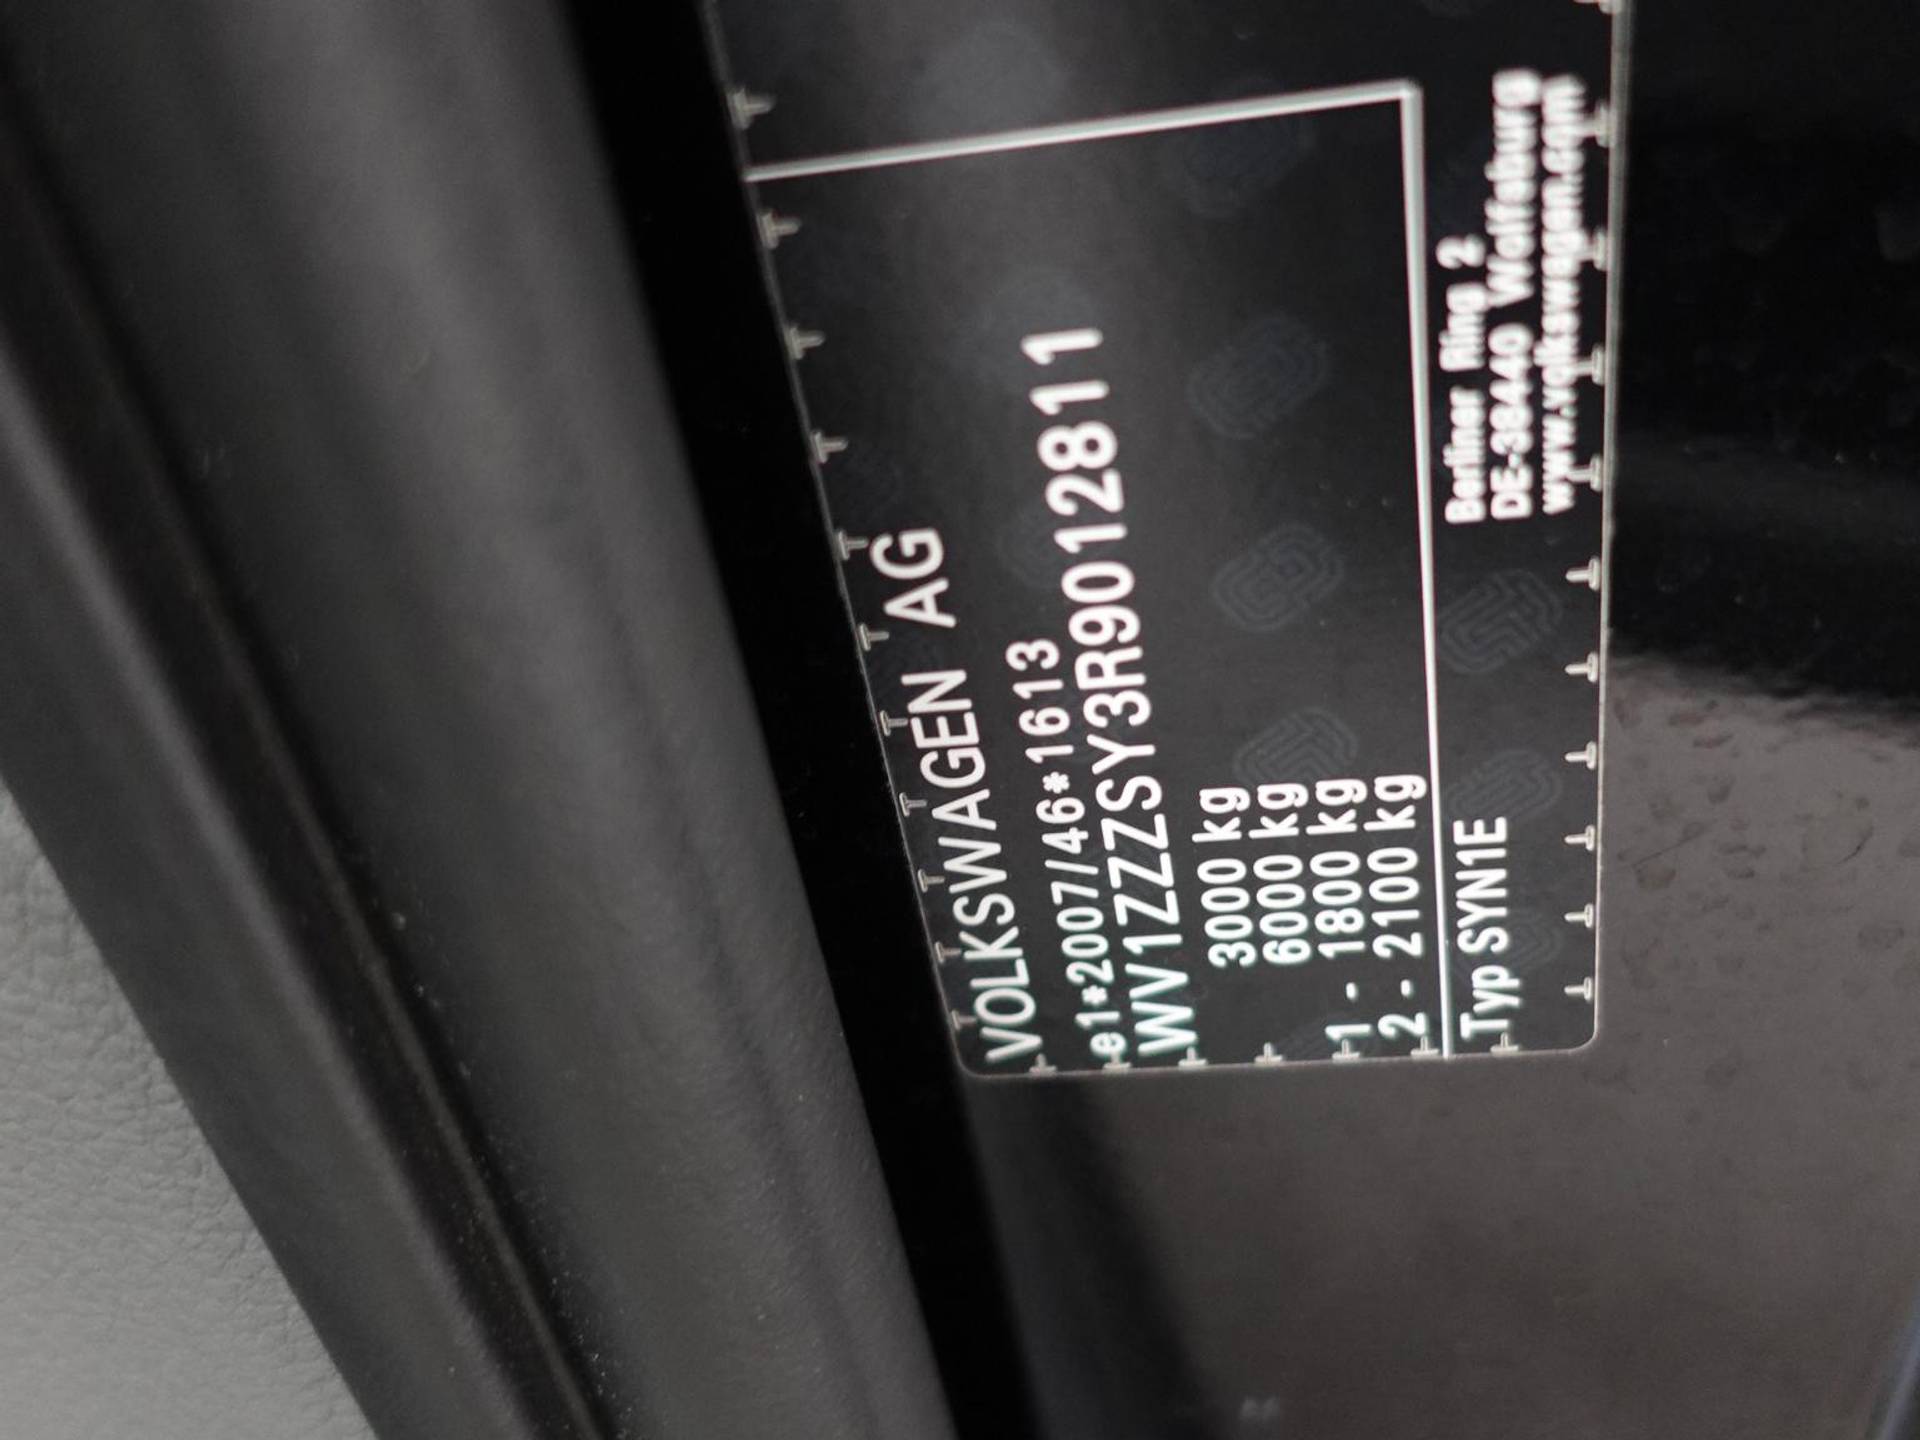 VOLKSWAGEN AG
e1*2007/46*1613
WV1ZZZSY3R9012811
3000 kg
6000 kg
1 - 1800 kg
2 - 2100 kg
Typ SYN1E
Berliner Ring 2
DE-38440 Wolfsburg
www.volkswagen.com